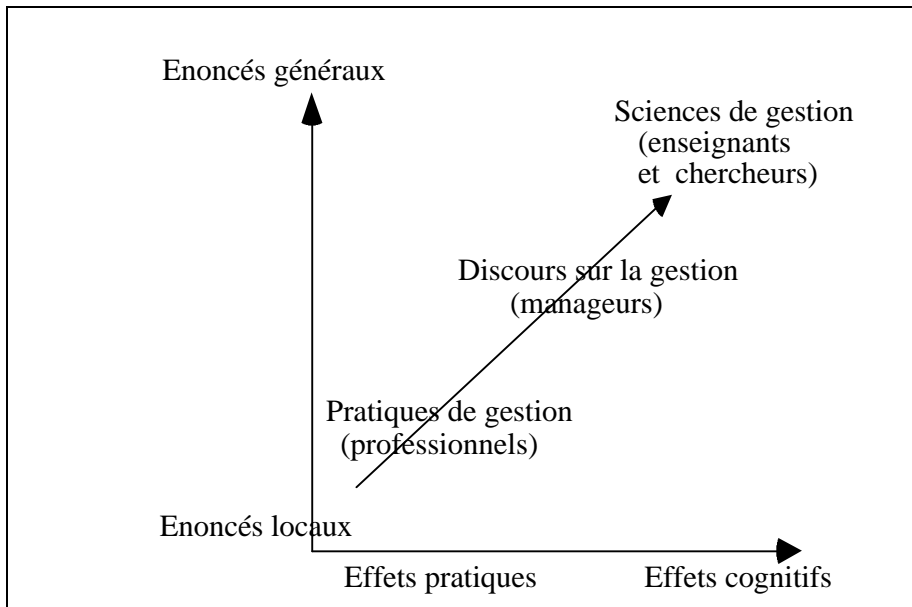 Enoncés généraux
Sciences de gestion
(enseignants
et chercheurs)
Discours sur la gestion
(manageurs)
Pratiques de gestion
(professionnels)
Enoncés locaux
Effets pratiques
Effets cognitifs